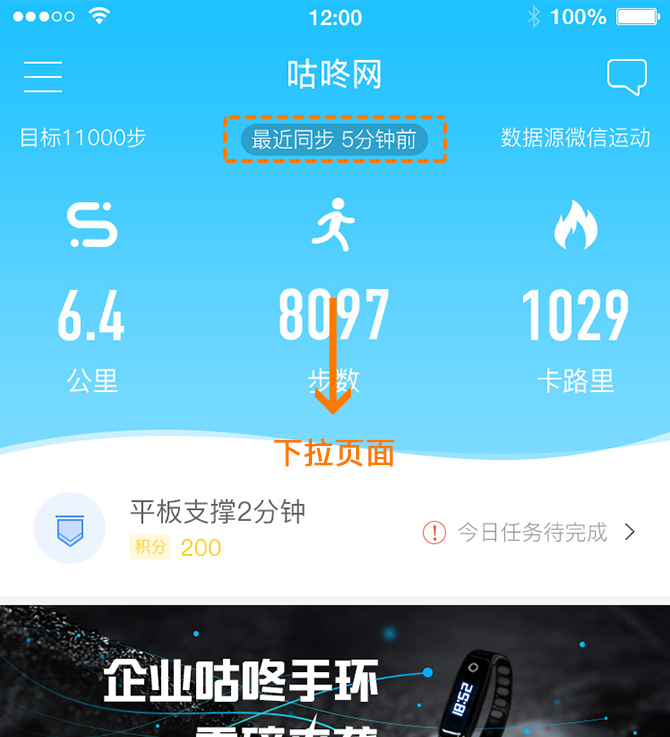 12:00
100%
咕咚网
目标11000步
最近同步 5分钟前
数据源微信运动
6.4
8097
1029
公里
步数
卡路里
下拉页面
平板支撑2分钟
积分 200
今日任务待完成
企业咕咚手环
18:52